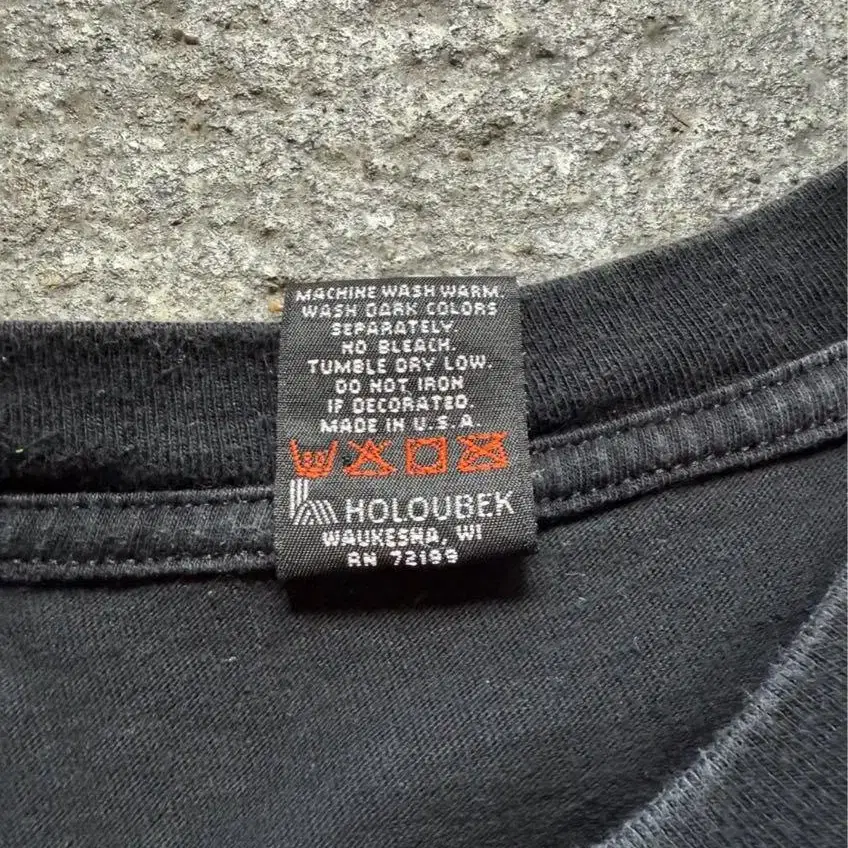 MACHINE WASH WARM.
WASH DARK COLORS
SEPARATELY.
NO BLEACH.
TUMBLE DRY LOW.
DO NOT IRON
IF DECORATED.
MADE IN U.S.A.
HOLOUBEK
WAUKESHA, WI
RN 72199